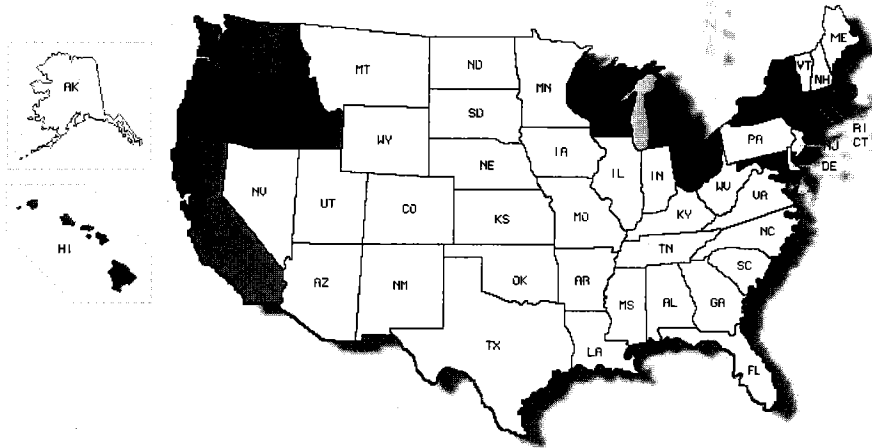 ME
VT
NH
MT
ND
MN
AK
SD
WY
PA
RI
NJ
CT
IA
NE
DE
IL
IN
WV
VA
NV
UT
CO
KS
MO
KY
HI
NC
TN
SC
AZ
NM
OK
AR
MS
AL
GA
TX
LA
FL